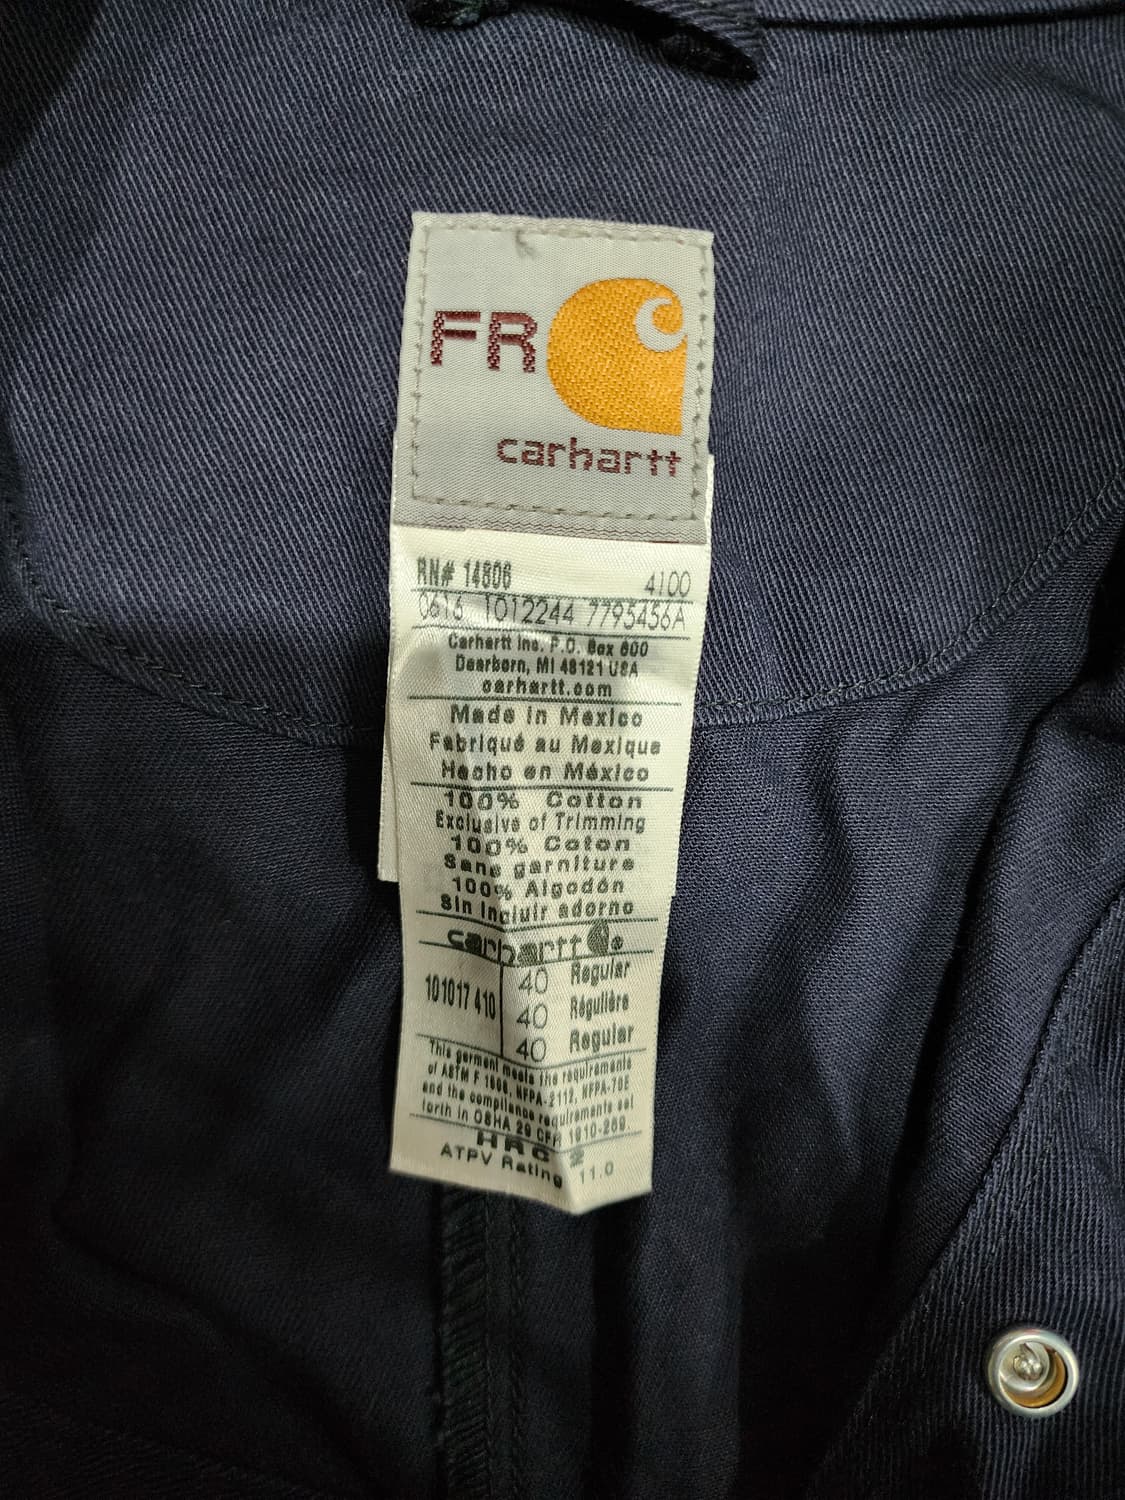 FR
carhartt
RN# 14806 4100
0616 1012244 7795456A
Carhartt Inc. P.O. Box 600
Dearborn, MI 48121 USA
carhartt.com
Made in Mexico
Fabriqué au Mexique
Hecho en México
100% Cotton
Exclusive of Trimming
100% Coton
Sans garniture
100% Algodón
Sin Incluir adorno
carhartt
101017 410
40 Regular
40 Régulière
40 Regular
This garment meets the requirements
of ASTM F 1506, NFPA-2112, NFPA-70E
and the compliance requirements set
forth in OSHA 29 CFR 1910-269.
HRC 2
ATPV Rating 11.0